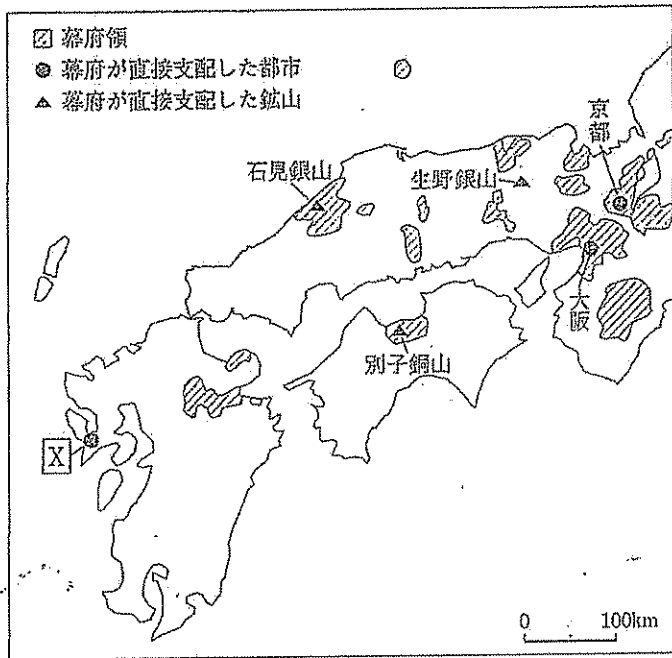 幕府領
幕府が直接支配した都市
幕府が直接支配した鉱山
京都
石見銀山
生野銀山
大阪
別子銅山
X
0 100km